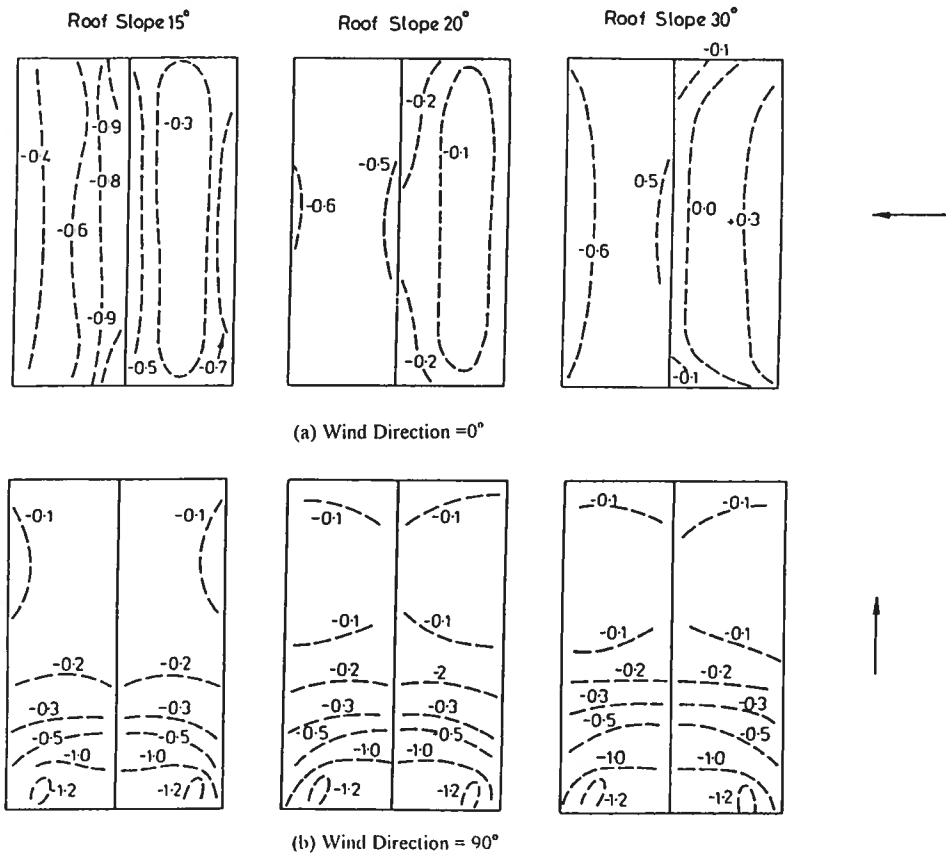 Roof Slope 15° Roof Slope 20° Roof Slope 30°
-0.1
-0.9 -0.3 -0.2
-0.4 -0.1
-0.8 -0.5 0.5
-0.6 -0.6 0.0 +0.3
-0.6
-0.9
-0.5 -0.7 -0.2 -0.1
(a) Wind Direction =0°
-0.1 -0.1 -0.1 -0.1 -0.1 -0.1
-0.1 -0.1 -0.1 -0.1
-0.2 -0.2 -0.2 -2 -0.2 -0.2
-0.3 -0.3 -0.3 -0.3 -0.3 -0.3
-0.5 -0.5 0.5 0.5 -0.5 -0.5
-1.0 -1.0 -1.0 -1.0 -1.0 -1.0
-1.2 -1.2 -1.2 -1.2 -1.2 -1.2
(b) Wind Direction = 90°